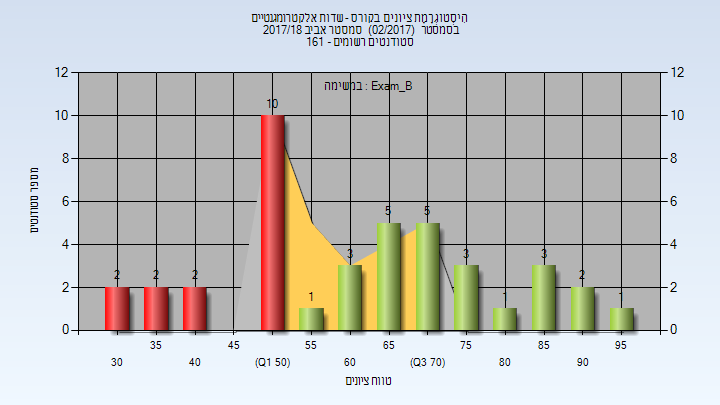 היסטוגרמת ציונים בקורס - שדות אלקטרומגנטיים
בסמסטר (02/2017) סמסטר אביב 2017/18
סטודנטים רשומים - 161
במשימה : Exam_B
מספר סטודנטים
12 12
10 10
8 8
6 6
4 4
2 2
0 0
2 2 2 10 1 3 5 5 3 1 3 2 1
35 45 55 65 75 85 95
30 40 (Q1 50) 60 (Q3 70) 80 90
טווח ציונים